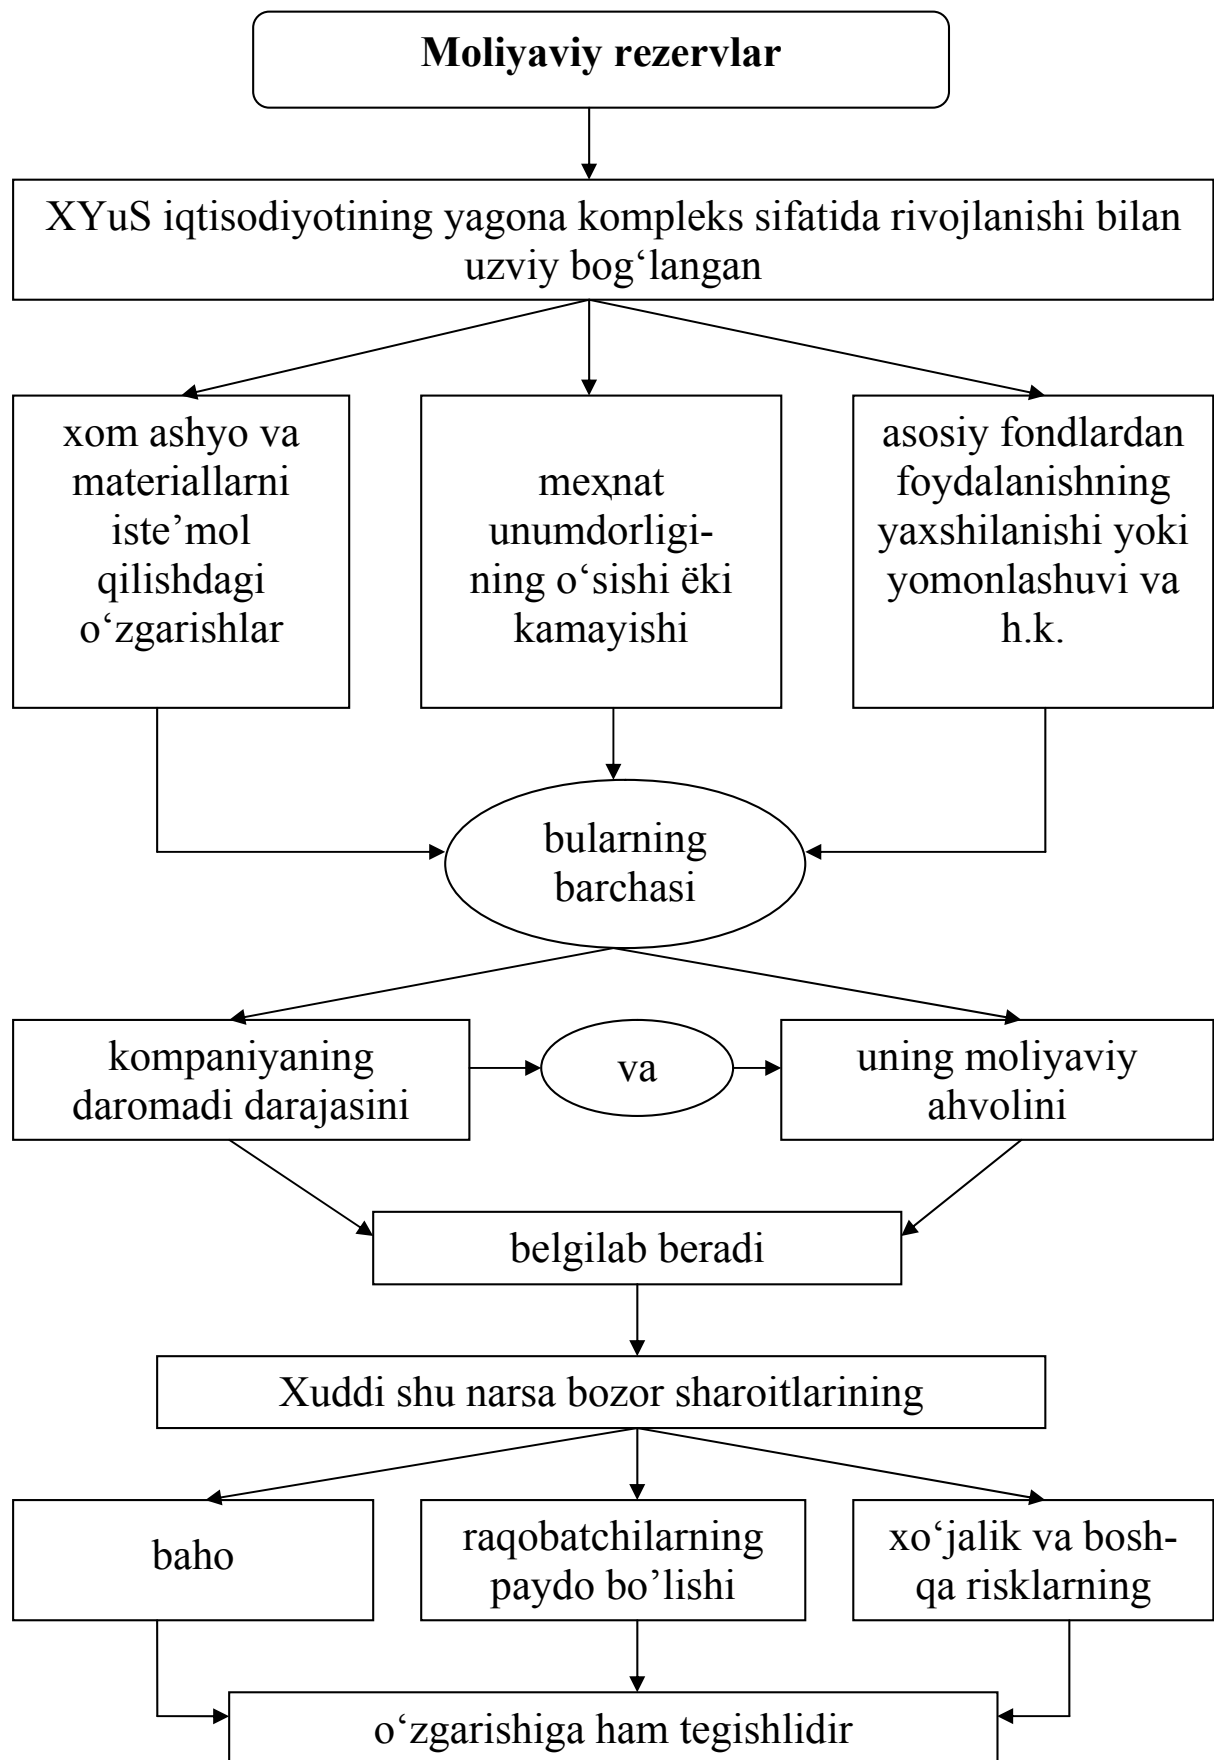 Moliyaviy rezervlar
XYuS iqtisodiyotining yagona kompleks sifatida rivojlanishi bilan
uzviy bog‘langan
xom ashyo va
materiallarni
iste’mol
qilishdagi
o‘zgarishlar
meҳnat
unumdorligi-
ning o‘sishi ëki
kamayishi
asosiy fondlardan
foydalanishning
yaxshilanishi yoki
yomonlashuvi va
h.k.
bularning
barchasi
kompaniyaning
daromadi darajasini
va
uning moliyaviy
ahvolini
belgilab beradi
Xuddi shu narsa bozor sharoitlarining
baho
raqobatchilarning
paydo bo’lishi
xo‘jalik va bosh-
qa risklarning
o‘zgarishiga ham tegishlidir